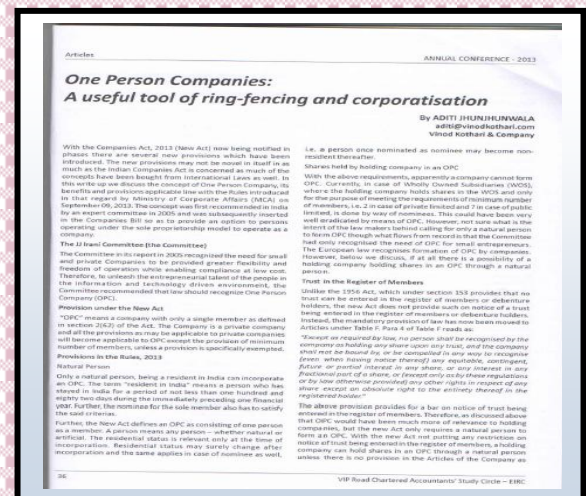 Articles
ANNUAL CONFERENCE - 2013
One Person Companies:
A useful tool of ring-fencing and corporatisation
By ADITI JHUNJHUNWALA
aditi@vinodkothari.com
Vinod Kothari & Company
With the Companies Act, 2013 (New Act) now being notified in
phases there are several new provisions which have been
introduced. The new provisions may not be novel in itself in as
much as the Indian Companies Act is concerned as much of the
concepts have been bought from International Laws as well. In
this write up we discuss the concept of One Person Company, its
benefits and provisions applicable line with the Rules introduced
in that regard by Ministry of Corporate Affairs (MCA) on
September 09, 2013. The concept was first recommended in India
by an expert committee in 2005 and was subsequently inserted
in the Companies Bill so as to provide an option to persons
operating under the sole proprietorship model to operate as a
company.
The JJ Irani Committee (the Committee)
The Committee in its report in 2005 recognized the need for small
and private Companies to be provided greater flexibility and
freedom of operation while enabling compliance at low cost.
Therefore, to unleash the entrepreneurial talent of the people in
the information and technology driven environment, the
Committee recommended that law should recognize One Person
Company (OPC).
Provision under the New Act
"OPC" means a company with only a single member as defined
in section 2(62) of the Act. The Company is a private company
and all the provisions as may be applicable to private companies
will become applicable to OPC except the provision of minimum
number of members, unless a provision is specifically exempted.
Provisions in the Rules, 2013
Natural Person
Only a natural person, being a resident in India can incorporate
an OPC. The term "resident in India" means a person who has
stayed in India for a period of not less than one hundred and
eighty two days during the immediately preceding one financial
year. Further, the nominee for the sole member also has to satisfy
the said criterias.
Further, the New Act defines an OPC as consisting of one person
as a member. A person means any person – whether natural or
artificial. The residential status is relevant only at the time of
incorporation. Residential status may surely change after
incorporation and the same applies in case of nominee as well,
i.e. a person once nominated as nominee may become non-
resident thereafter.
Shares held by holding company in an OPC
With the above requirements, apparently a company cannot form
OPC. Currently, in case of Wholly Owned Subsidiaries (WOS),
where the holding company holds shares in the WOS and only
for the purpose of meeting the requirements of minimum number
of members, i.e. 2 in case of private limited and 7 in case of public
limited, is done by way of nominees. This could have been very
well eradicated by means of OPC. However, not sure what is the
intent of the law makers behind calling for only a natural person
to form OPC though what flows from record is that the Committee
had only recognised the need of OPC for small entrepreneurs.
The European law recognises formation of OPC by companies.
However, below we discuss, if at all there is a possibility of a
holding company holding shares in an OPC through a natural
person.
Trust in the Register of Members
Unlike the 1956 Act, which under section 153 provides that no
trust can be entered in the register of members or debenture
holders, the new Act does not provide such on notice of a trust
being entered in the register of members or debenture holders.
Instead, the mandatory provision of law has now been moved to
Articles under Table F. Para 4 of Table F reads as:
"Except as required by law, no person shall be recognised by the
company as holding any share upon any trust, and the company
shall not be bound by, or be compelled in any way to recognise
(even when having notice thereof) any equitable, contingent,
future or partial interest in any share, or any interest in any
fractional part of a share, or (except only as by these regulations
or by law otherwise provided) any other rights in respect of any
share except an absolute right to the entirety thereof in the
registered holder."
The above provision provides for a bar on notice of trust being
entered in the register of members. Therefore, as discussed above
that OPC would have been much more of relevance to holding
companies, but the new Act only requires a natural person to
form an OPC. With the new Act not putting any restriction on
notice of trust being entered in the register of members, a holding
company can hold shares in an OPC through a natural person
unless there is no provision in the Articles of the Company as
36
VIP Road Chartered Accountants' Study Circle – EIRC